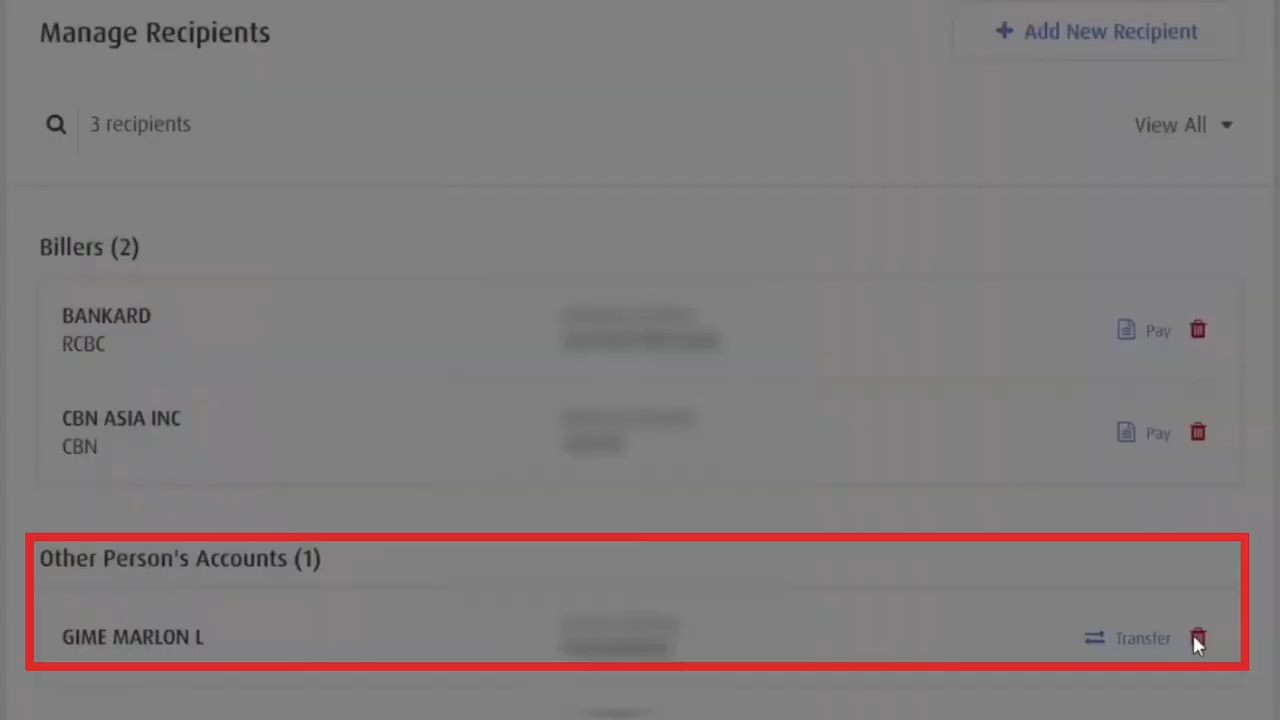 Manage Recipients
Add New Recipient
3 recipients
View All
Billers (2)
BANKARD
RCBC
Pay
CBN ASIA INC
CBN
Pay
Other Person's Accounts (1)
GIME MARLON L
Transfer